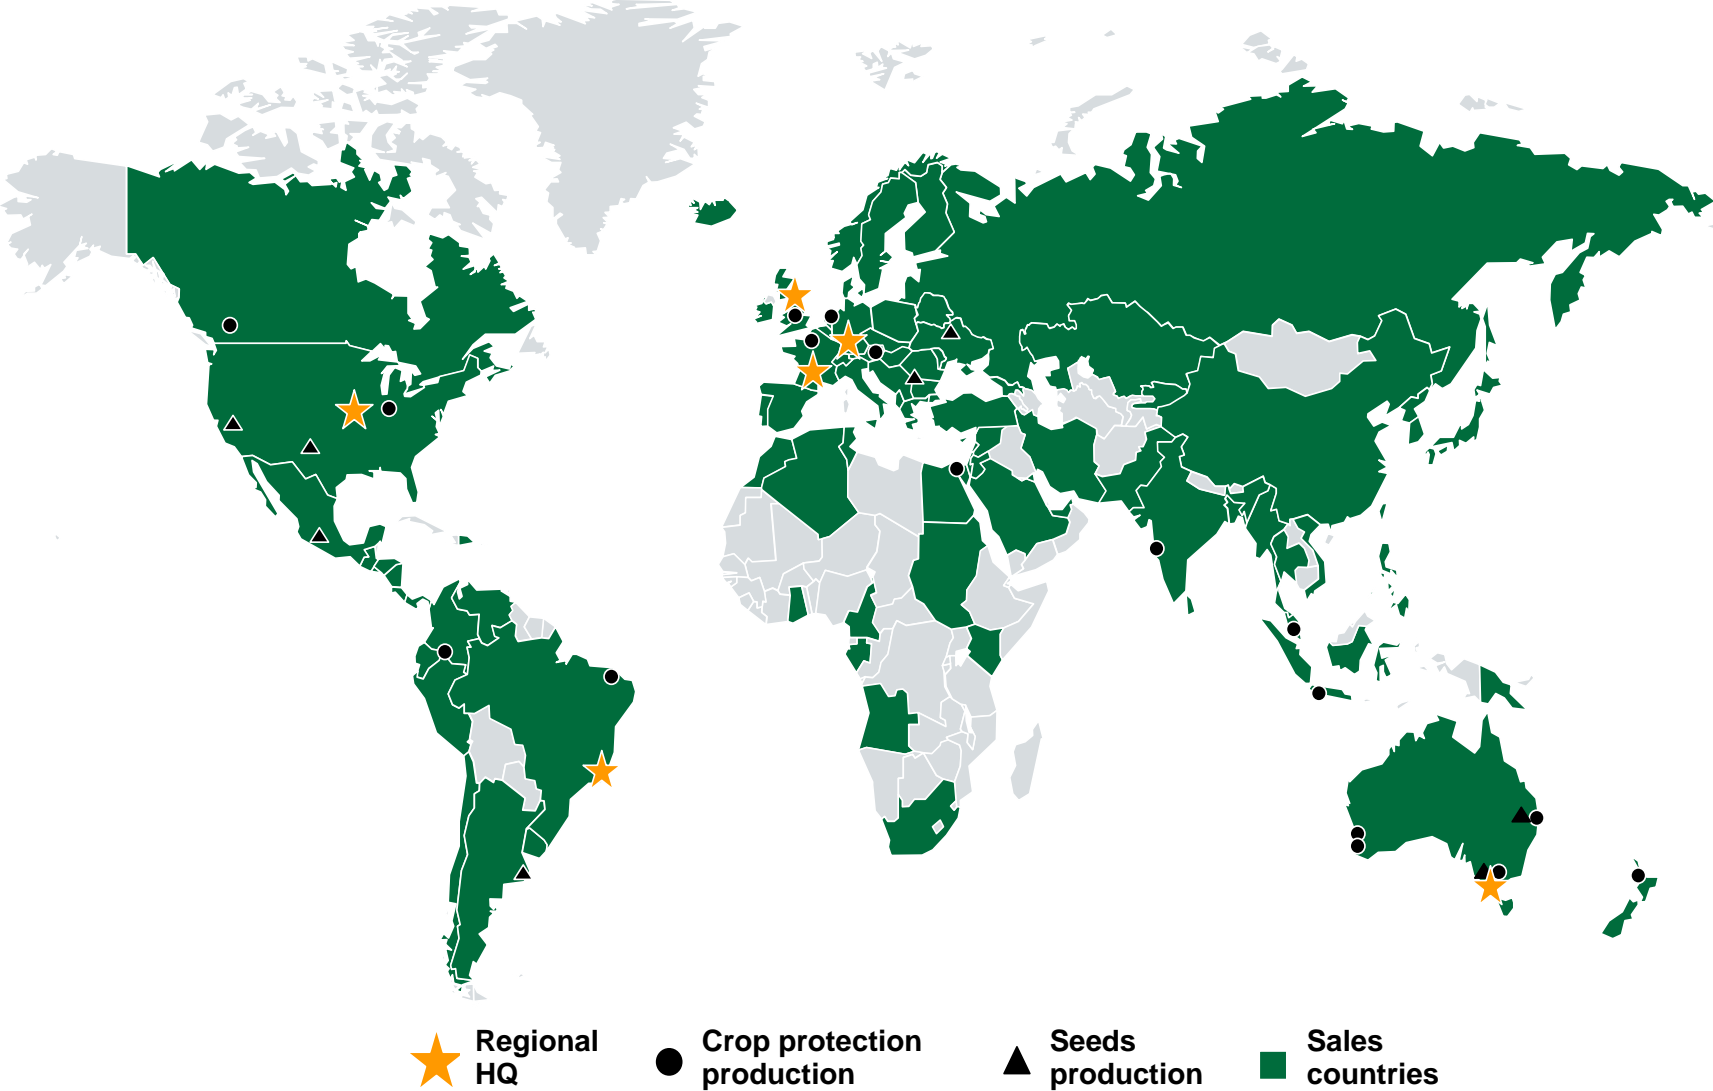 Regional
HQ
Crop protection
production
Seeds
production
Sales
countries